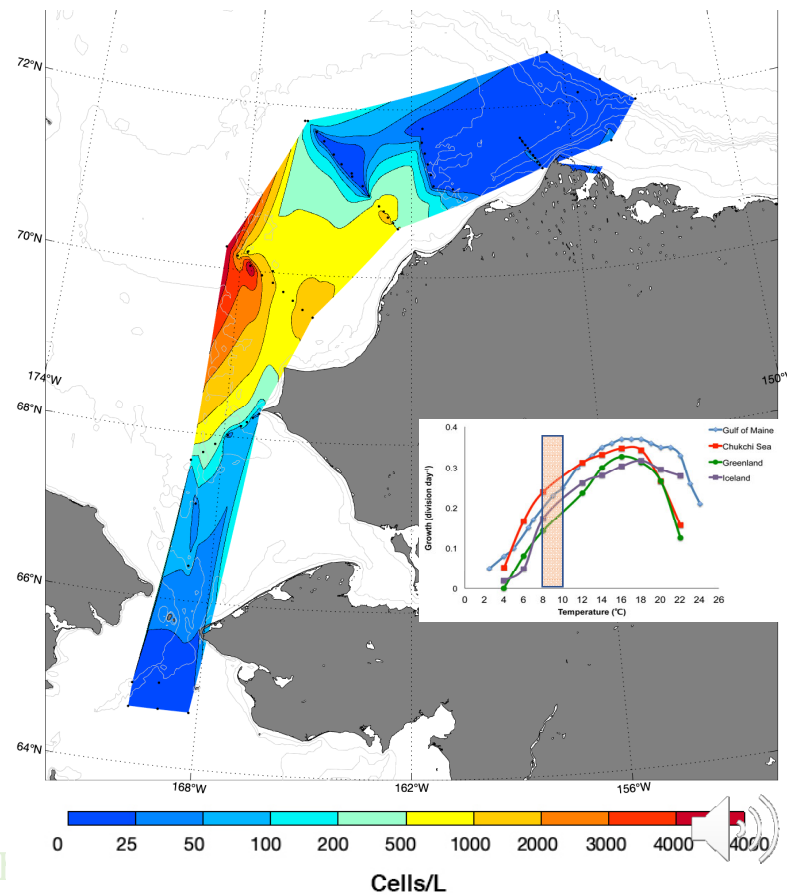 72°N
70°N
174°W
150°
68°N
66°N
64°N
168°W
162°W
156°W
0.4
0.3
0.2
0.1
0
Growth (division day⁻¹)
0 2 4 6 8 10 12 14 16 18 20 22 24 26
Temperature (℃)
Gulf of Maine
Chukchi Sea
Greenland
Iceland
0 25 50 100 200 500 1000 2000 3000 4000 4000
Cells/L